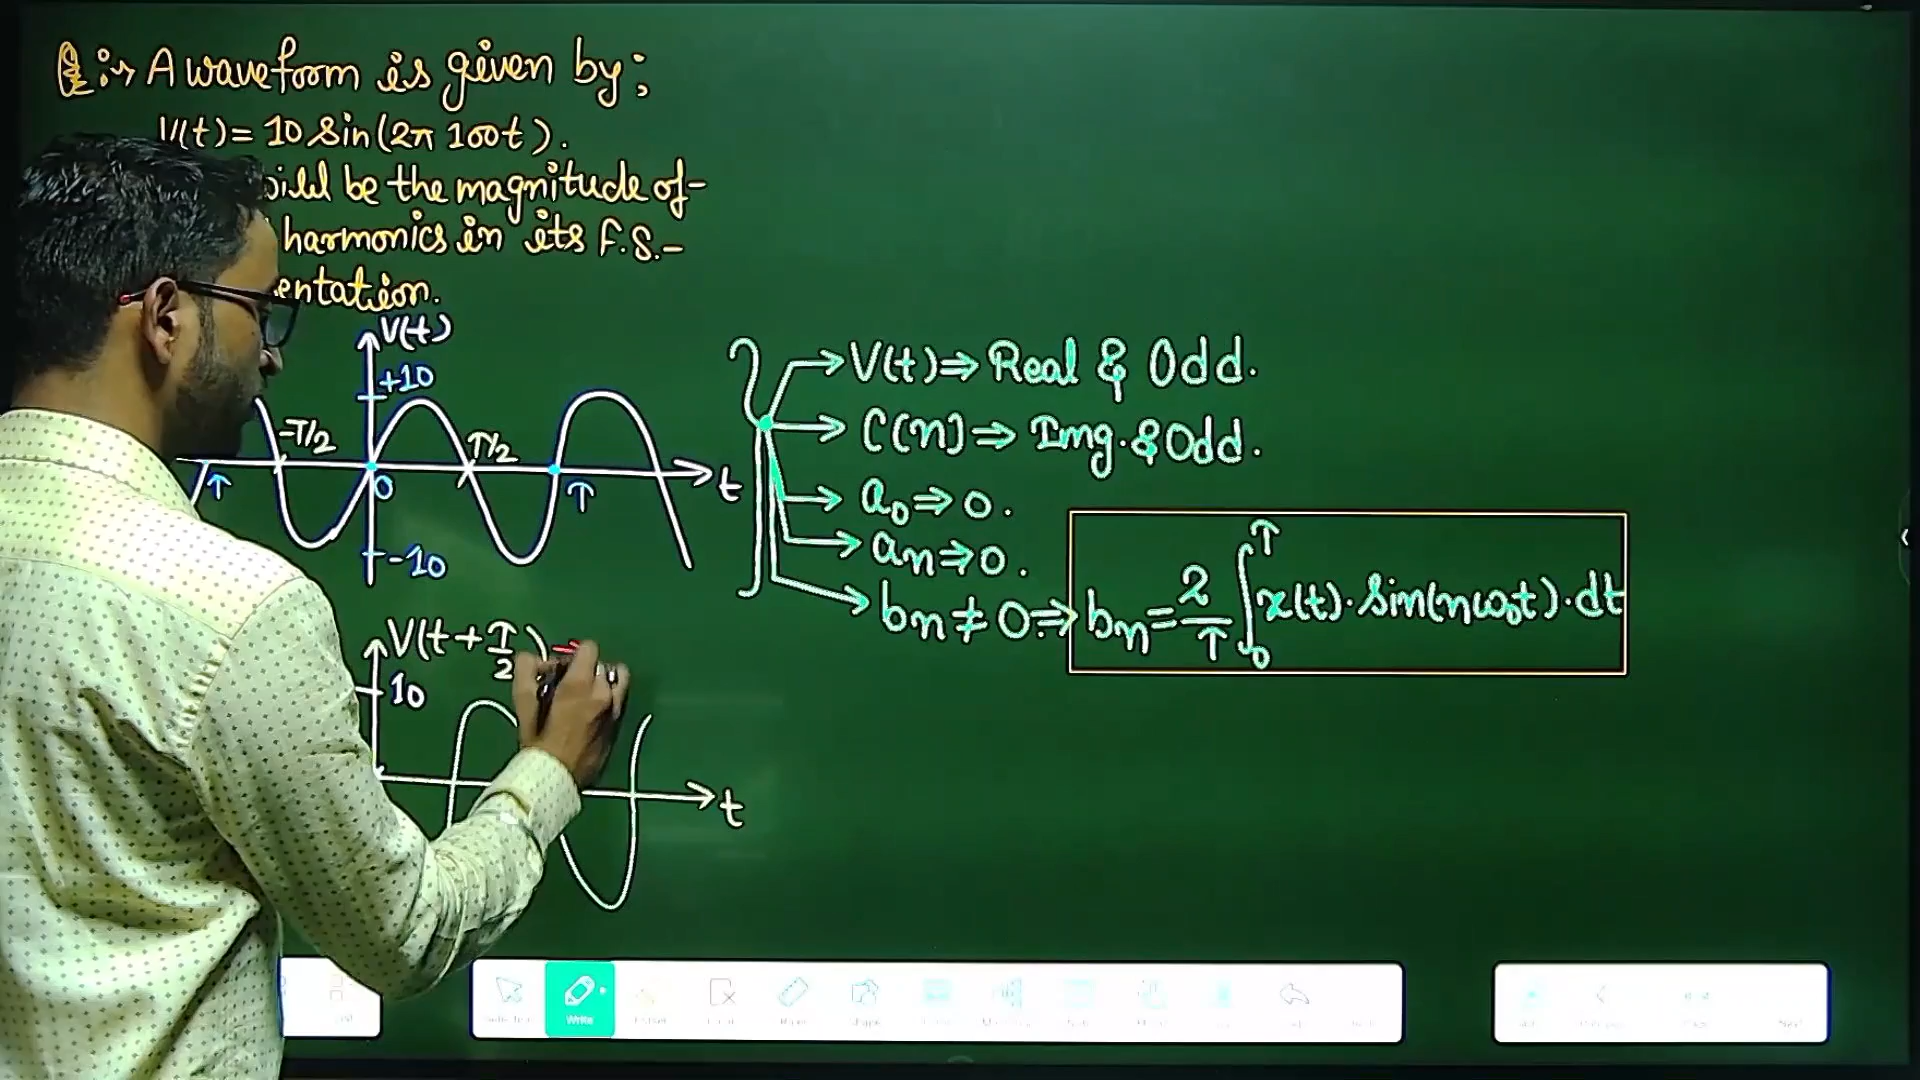 Q:→ A waveform is given by;
V(t) = 10 sin(2π 100t).
will be the magnitude of-
harmonics in its F.S.-
entation.
V(t)
+10
-T/2
T/2
T
0
T
t
-10
V(t+T/2)
10
t
V(t)⇒ Real & Odd.
C(n)⇒ Img. & Odd.
a₀⇒ 0.
an⇒0.
bn ≠ 0.⇒ bn = 2/T ∫₀ᵀ x(t)·sin(nω₀t)·dt
Write